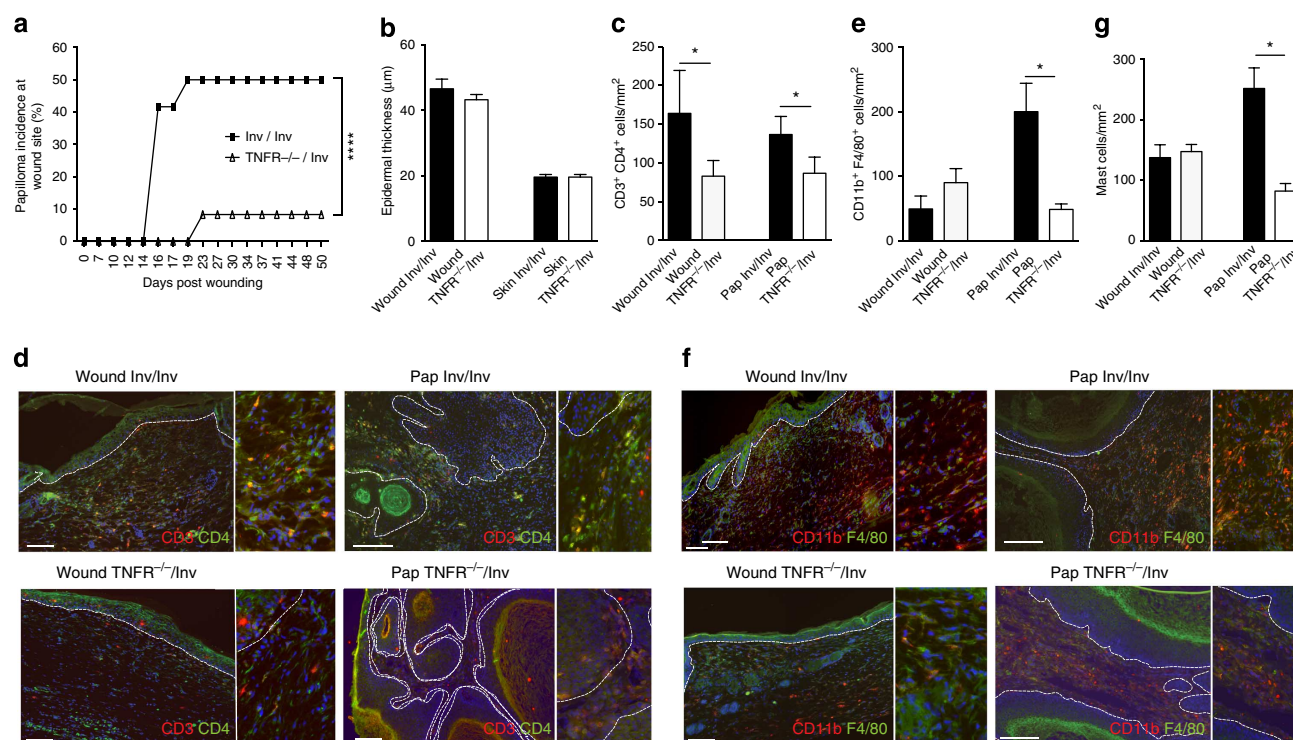 a
Papilloma incidence at
wound site (%)
60
50
40
30
20
10
0
0 7 10 12 14 16 17 19 23 27 30 34 37 41 44 48 50
Days post wounding
Inv / Inv
TNFR–/– / Inv
****
b
Epidermal thickness (μm)
60
40
20
0
Wound Inv/Inv
Wound
TNFR⁻/⁻/Inv
Skin Inv/Inv
Skin
TNFR⁻/⁻/Inv
c
CD3⁺ CD4⁺ cells/mm²
250
200
150
100
50
0
*
*
Wound Inv/Inv
Wound
TNFR⁻/⁻/Inv
Pap Inv/Inv
Pap
TNFR⁻/⁻/Inv
e
CD11b⁺ F4/80⁺ cells/mm²
300
200
100
0
*
Wound Inv/Inv
Wound
TNFR⁻/⁻/Inv
Pap Inv/Inv
Pap
TNFR⁻/⁻/Inv
g
Mast cells/mm²
300
200
100
0
*
Wound Inv/Inv
Wound
TNFR⁻/⁻/Inv
Pap Inv/Inv
Pap
TNFR⁻/⁻/Inv
d
Wound Inv/Inv
CD3 CD4
Pap Inv/Inv
CD3 CD4
Wound TNFR⁻/⁻/Inv
CD3 CD4
Pap TNFR⁻/⁻/Inv
CD3 CD4
f
Wound Inv/Inv
CD11b F4/80
Pap Inv/Inv
CD11b F4/80
Wound TNFR⁻/⁻/Inv
CD11b F4/80
Pap TNFR⁻/⁻/Inv
CD11b F4/80